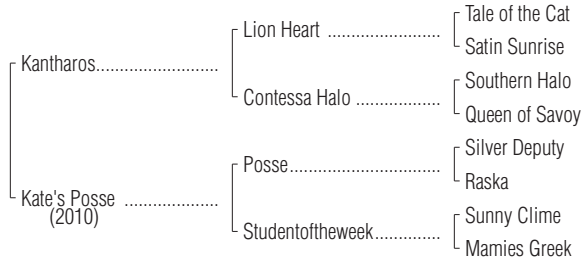 Tale of the Cat
Lion Heart ....................
Satin Sunrise
Kantharos......................
Southern Halo
Contessa Halo ...............
Queen of Savoy
Silver Deputy
Posse...........................
Raska
Kate's Posse .................
(2010)
Sunny Clime
Studentoftheweek............
Mamies Greek